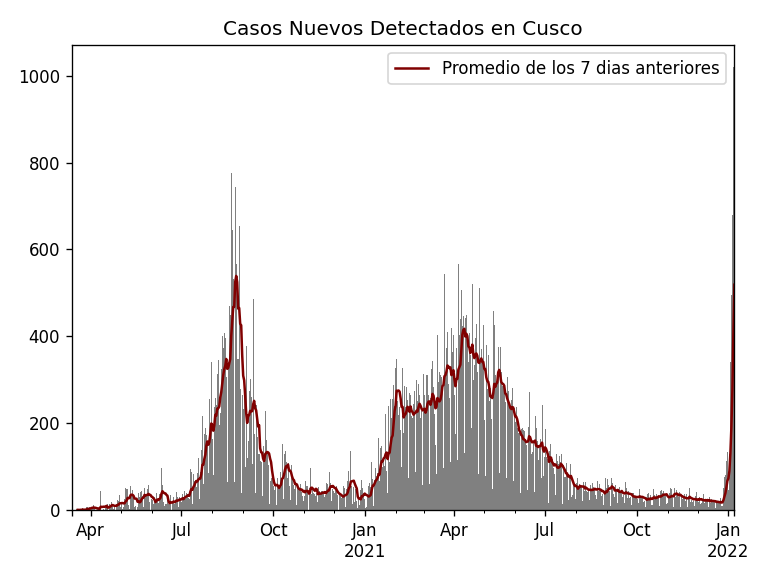 Casos Nuevos Detectados en Cusco
Promedio de los 7 dias anteriores
1000
800
600
400
200
0
Apr
Jul
Oct
Jan
2021
Apr
Jul
Oct
Jan
2022